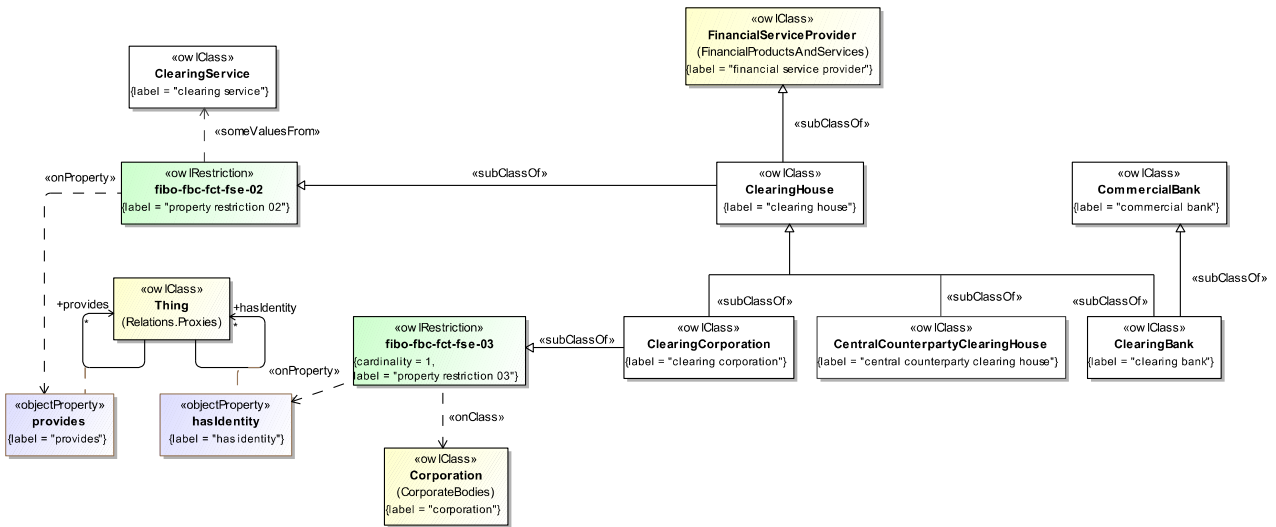 «owlClass»
FinancialServiceProvider
(FinancialProductsAndServices)
{label = "financial service provider"}
«owlClass»
ClearingService
{label = "clearing service"}
«someValuesFrom»
«subClassOf»
«onProperty»
«owlRestriction»
fibo-fbc-fct-fse-02
{label = "property restriction 02"}
«subClassOf»
«owlClass»
ClearingHouse
{label = "clearing house"}
«owlClass»
CommercialBank
{label = "commercial bank"}
«subClassOf»
+provides
*
«owlClass»
Thing
(Relations.Proxies)
+hasIdentity
*
«subClassOf»
«subClassOf»
«subClassOf»
«owlRestriction»
fibo-fbc-fct-fse-03
{cardinality = 1,
label = "property restriction 03"}
«subClassOf»
«owlClass»
ClearingCorporation
{label = "clearing corporation"}
«owlClass»
CentralCounterpartyClearingHouse
{label = "central counterparty clearing house"}
«owlClass»
ClearingBank
{label = "clearing bank"}
«onProperty»
«objectProperty»
provides
{label = "provides"}
«objectProperty»
hasIdentity
{label = "has identity"}
«onClass»
«owlClass»
Corporation
(CorporateBodies)
{label = "corporation"}